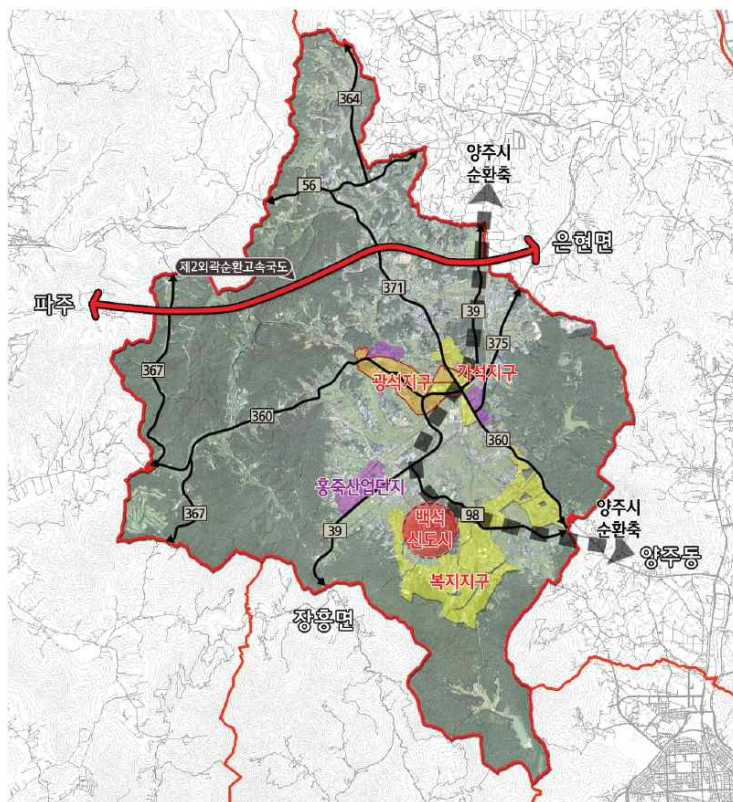 364
양주시
순환축
56
은현면
제2외곽순환고속국도
371
파주
39
375
367
가석지구
광석지구
360
360
홍죽산업단지
367
백석
신도시
98
양주시
순환축
39
양주동
복지지구
장흥면